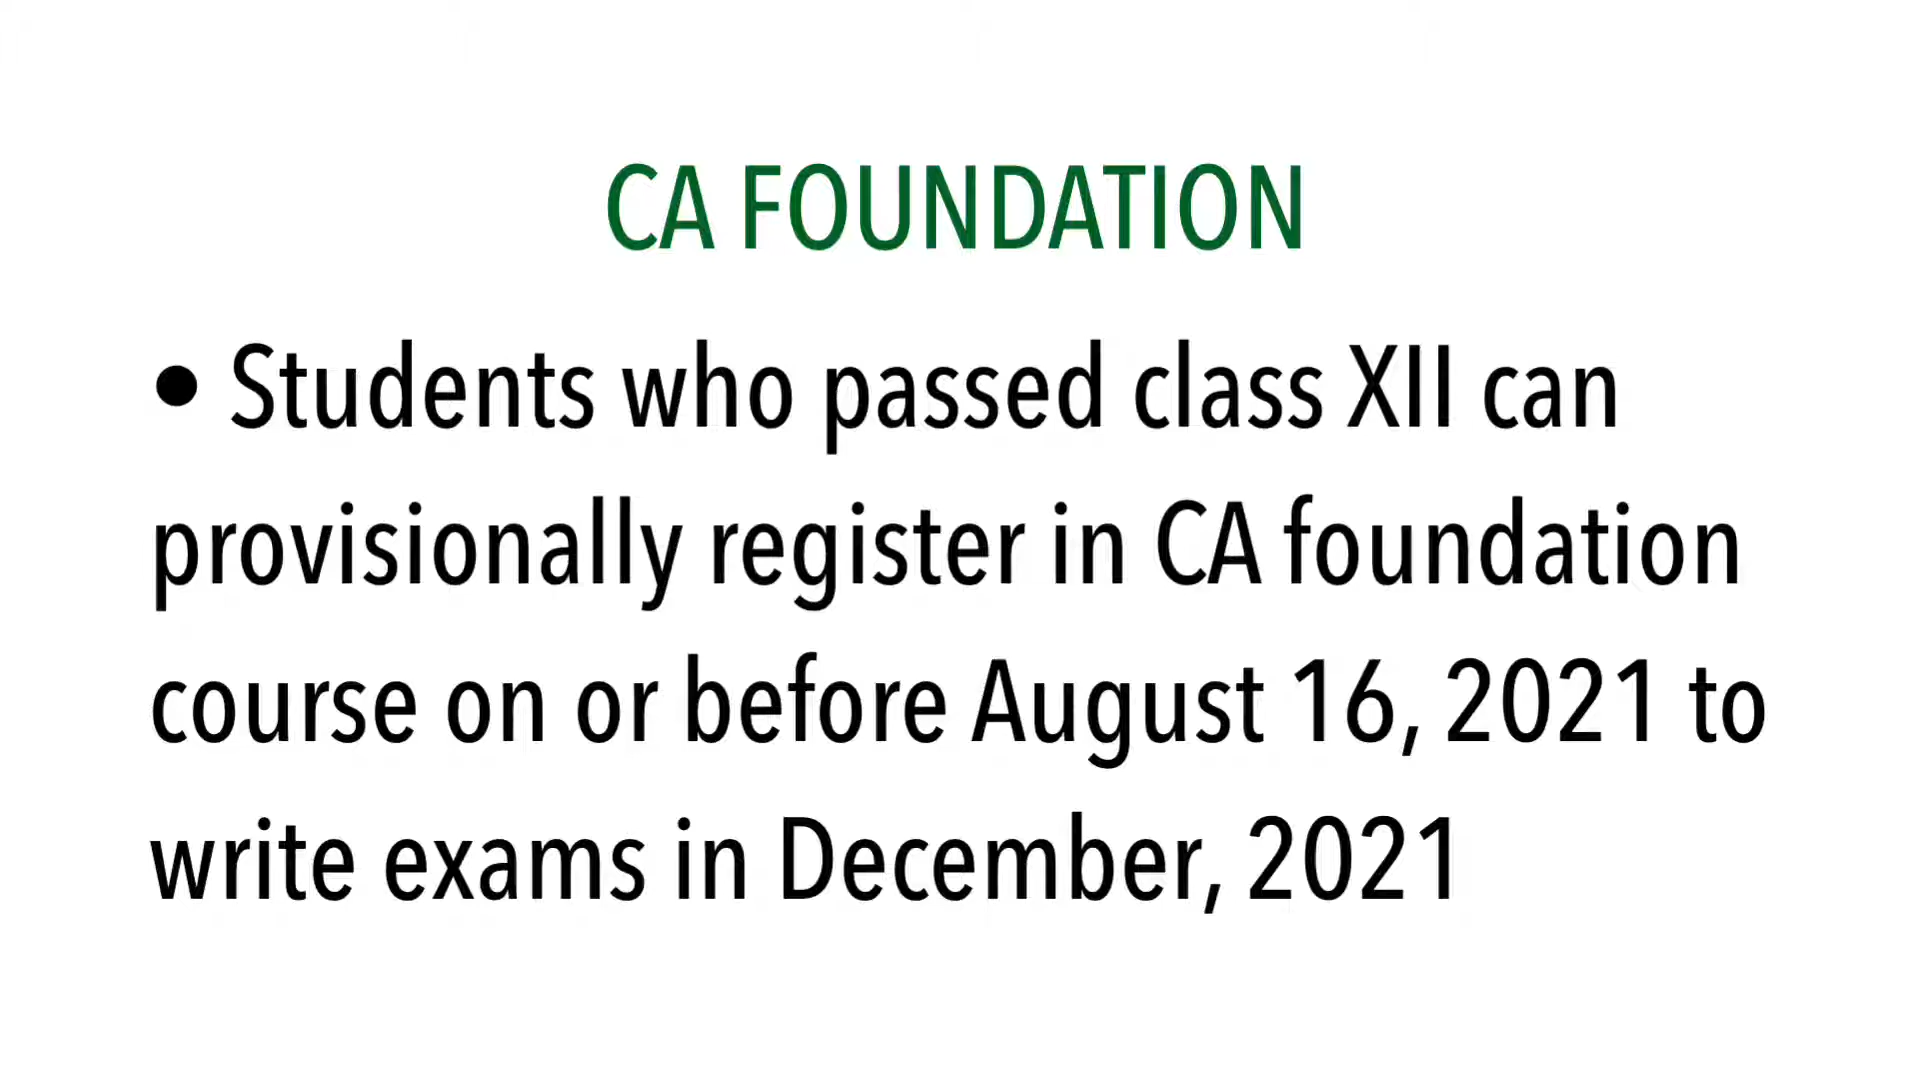 CA FOUNDATION
• Students who passed class XII can
provisionally register in CA foundation
course on or before August 16, 2021 to
write exams in December, 2021